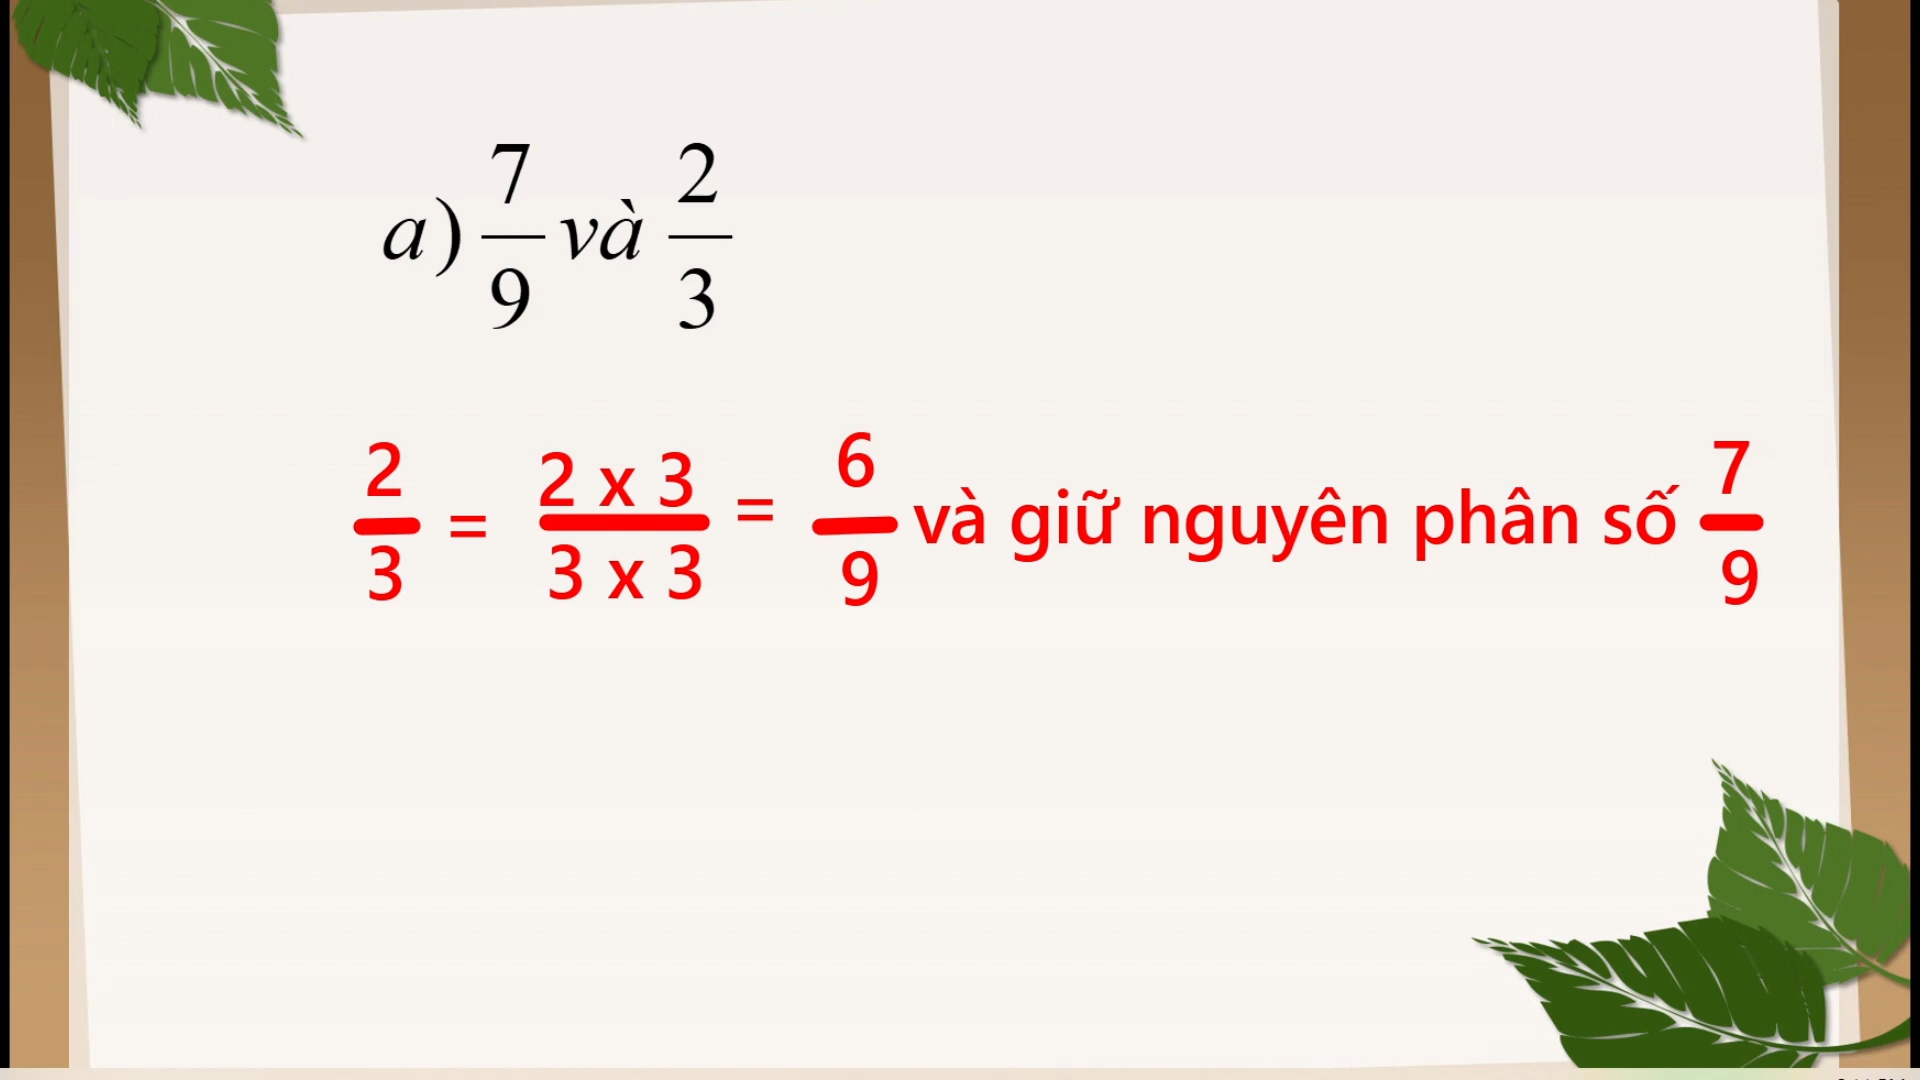 a) 7/9 và 2/3
2/3 = 2 x 3/3 x 3 = 6/9 và giữ nguyên phân số 7/9